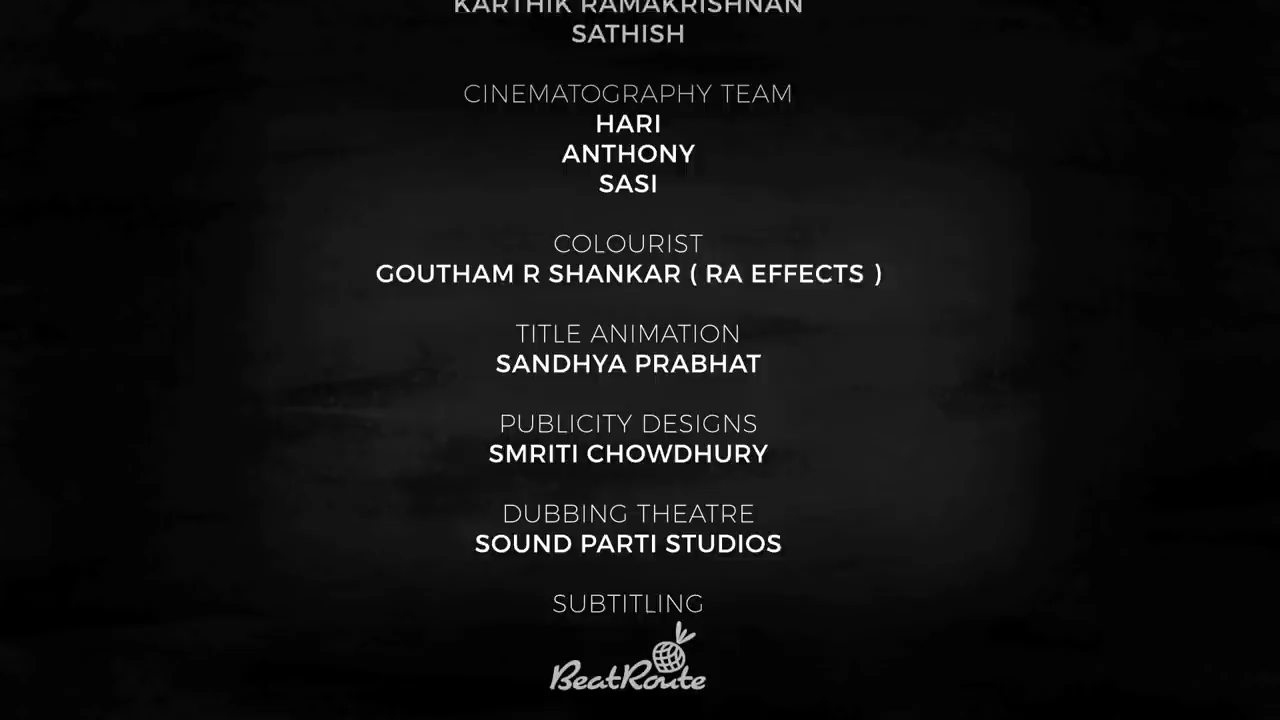 KARTHIK RAMAKRISHNAN
SATHISH
CINEMATOGRAPHY TEAM
HARI
ANTHONY
SASI
COLOURIST
GOUTHAM R SHANKAR ( RA EFFECTS )
TITLE ANIMATION
SANDHYA PRABHAT
PUBLICITY DESIGNS
SMRITI CHOWDHURY
DUBBING THEATRE
SOUND PARTI STUDIOS
SUBTITLING
BeatRoute